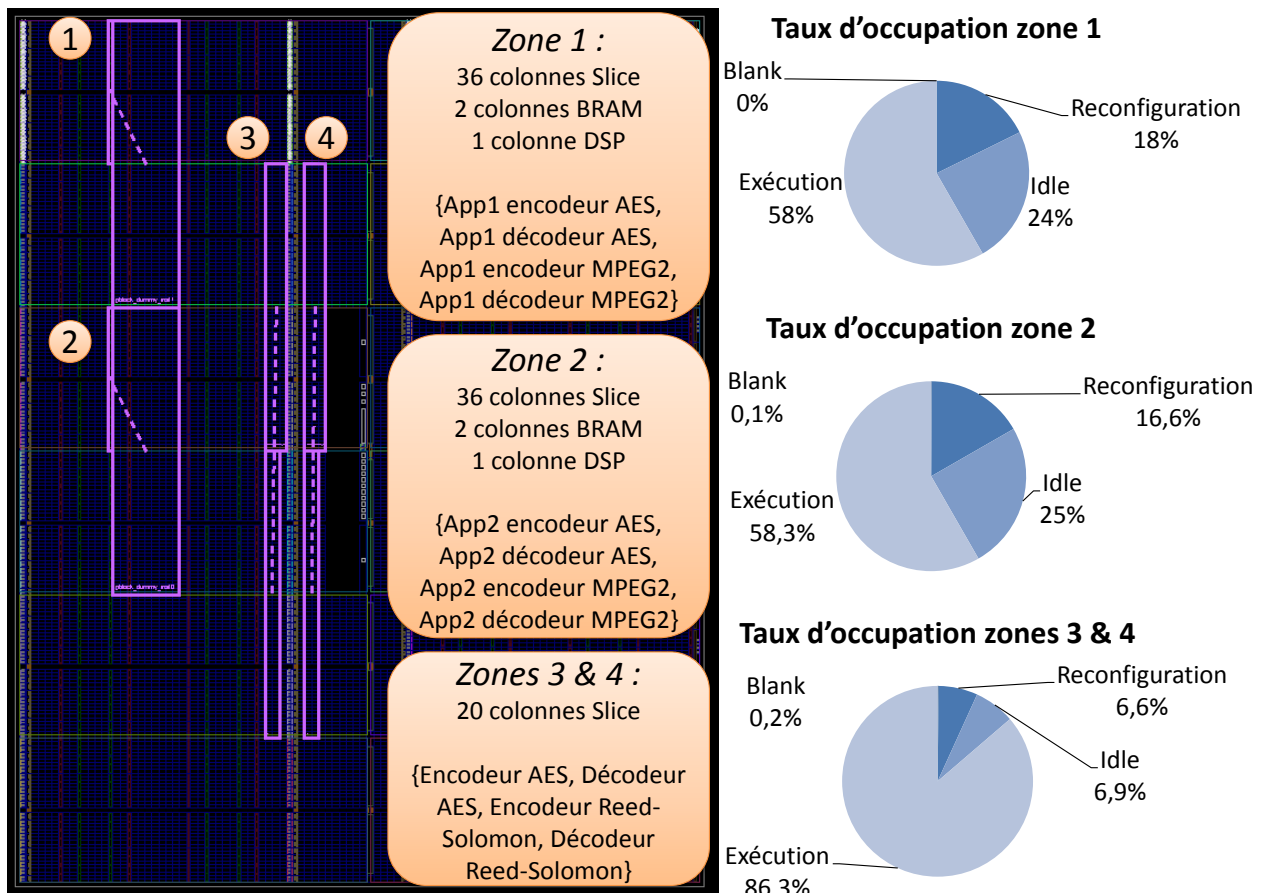 1
2
3
4
pblock_dummy_inst/1
pblock_dummy_inst0
Zone 1 :
36 colonnes Slice
2 colonnes BRAM
1 colonne DSP
{App1 encodeur AES,
App1 décodeur AES,
App1 encodeur MPEG2,
App1 décodeur MPEG2}
Zone 2 :
36 colonnes Slice
2 colonnes BRAM
1 colonne DSP
{App2 encodeur AES,
App2 décodeur AES,
App2 encodeur MPEG2,
App2 décodeur MPEG2}
Zones 3 & 4 :
20 colonnes Slice
{Encodeur AES, Décodeur
AES, Encodeur Reed-
Solomon, Décodeur
Reed-Solomon}
Taux d'occupation zone 1
Blank
0%
Reconfiguration
18%
Exécution
58%
Idle
24%
Taux d'occupation zone 2
Blank
0,1%
Reconfiguration
16,6%
Exécution
58,3%
Idle
25%
Taux d'occupation zones 3 & 4
Blank
0,2%
Reconfiguration
6,6%
Idle
6,9%
Exécution
86,3%